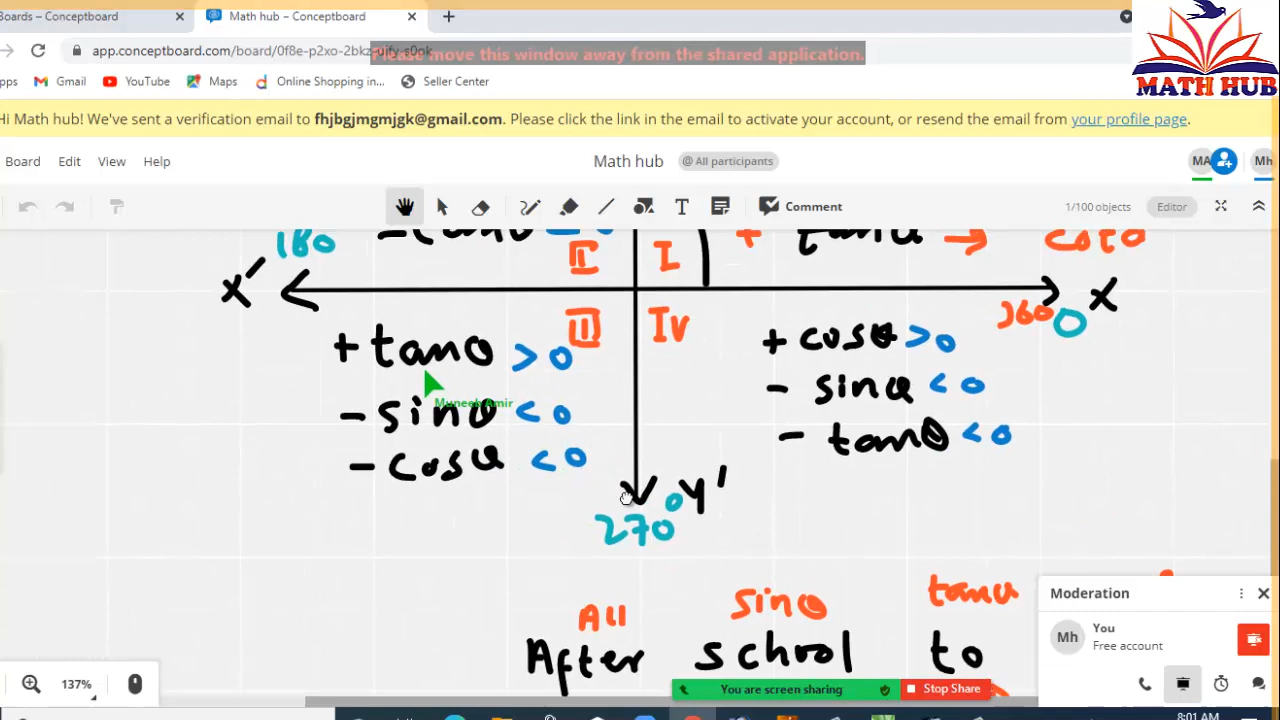 Boards – Conceptboard
Math hub – Conceptboard
app.conceptboard.com/board/0f8e-p2xo-2bkz-ujfy-s0ok
Please move this window away from the shared application.
MATH HUB
Gmail YouTube Maps Online Shopping in... Seller Center
Hi Math hub! We've sent a verification email to fhjbgjmgmjgk@gmail.com. Please click the link in the email to activate your account, or resend the email from your profile page.
Board Edit View Help
Math hub @ All participants
MA Mh
Comment
1/100 objects Editor
180
II I
+ tanθ →
X' X
360 0
III IV
+ tanθ > 0
- sinθ < 0
- cosθ < 0
Muneeb Amir
+ cosθ > 0
- sinθ < 0
- tanθ < 0
Y'
270°
All sinθ tanθ
After school to
Moderation
Mh You
Free account
137%
You are screen sharing Stop Share
8:01 AM